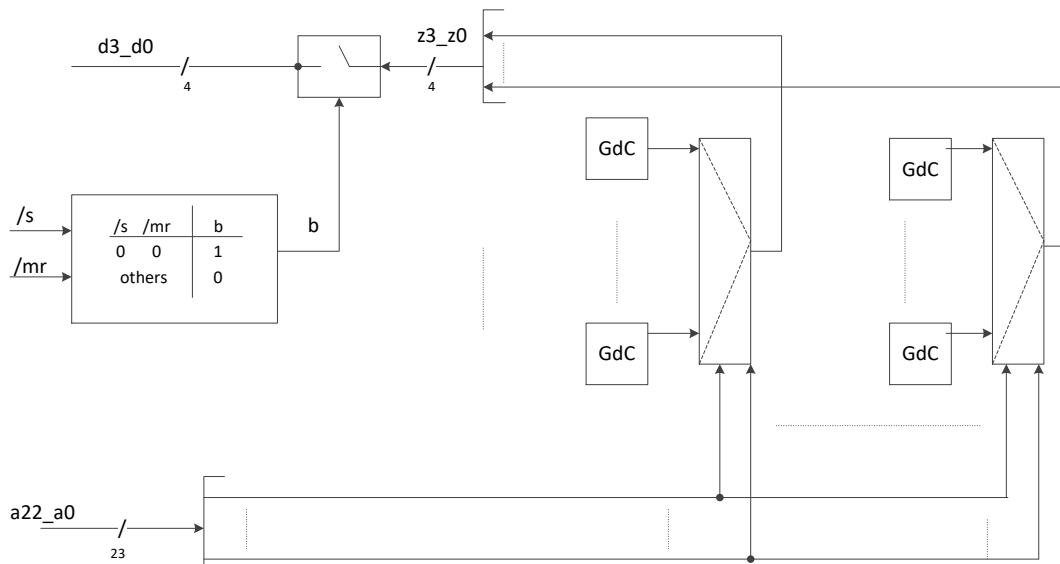 d3_d0
4
z3_z0
4
GdC
GdC
/s
/mr
/s /mr b
0 0 1
others 0
b
GdC
GdC
a22_a0
23